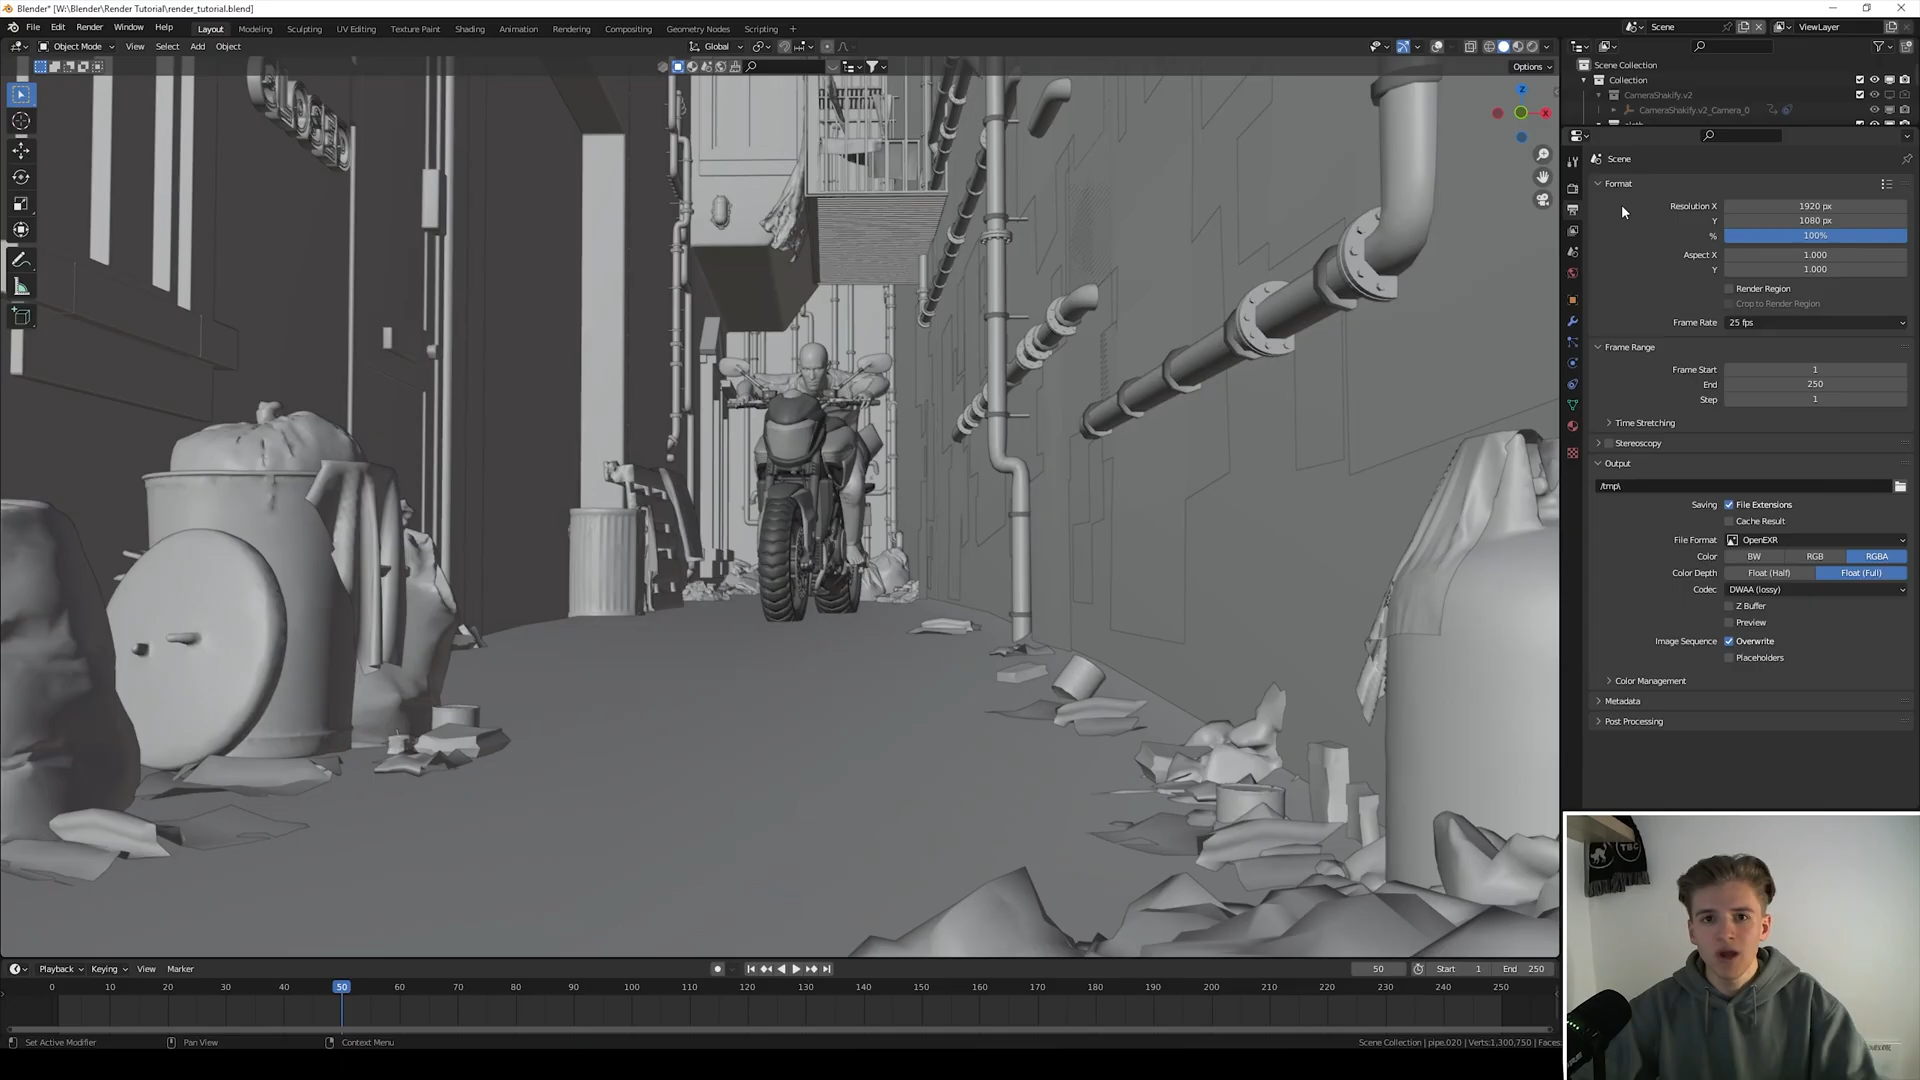 Blender* [W:\Blender\Render Tutorial\render_tutorial.blend]
File Edit Render Window Help Layout Modeling Sculpting UV Editing Texture Paint Shading Animation Rendering Compositing Geometry Nodes Scripting + Scene ViewLayer
Object Mode View Select Add Object Global
Options
Z
X
Scene Collection
Collection
CameraShakify.v2
CameraShakify.v2_Camera_0
Scene
Format
Resolution X 1920 px
Y 1080 px
% 100%
Aspect X 1.000
Y 1.000
Render Region
Crop to Render Region
Frame Rate 25 fps
Frame Range
Frame Start 1
End 250
Step 1
Time Stretching
Stereoscopy
Output
/tmp\
Saving File Extensions
Cache Result
File Format OpenEXR
Color BW RGB RGBA
Color Depth Float (Half) Float (Full)
Codec DWAA (lossy)
Z Buffer
Preview
Image Sequence Overwrite
Placeholders
Color Management
Metadata
Post Processing
TBC
Playback Keying View Marker 50 Start 1 End 250
0 10 20 30 40 50 60 70 80 90 100 110 120 130 140 150 160 170 180 190 200 210 220 230 240 250
Set Active Modifier Pan View Context Menu Scene Collection | pipe.020 | Verts:1,300,750 | Faces: